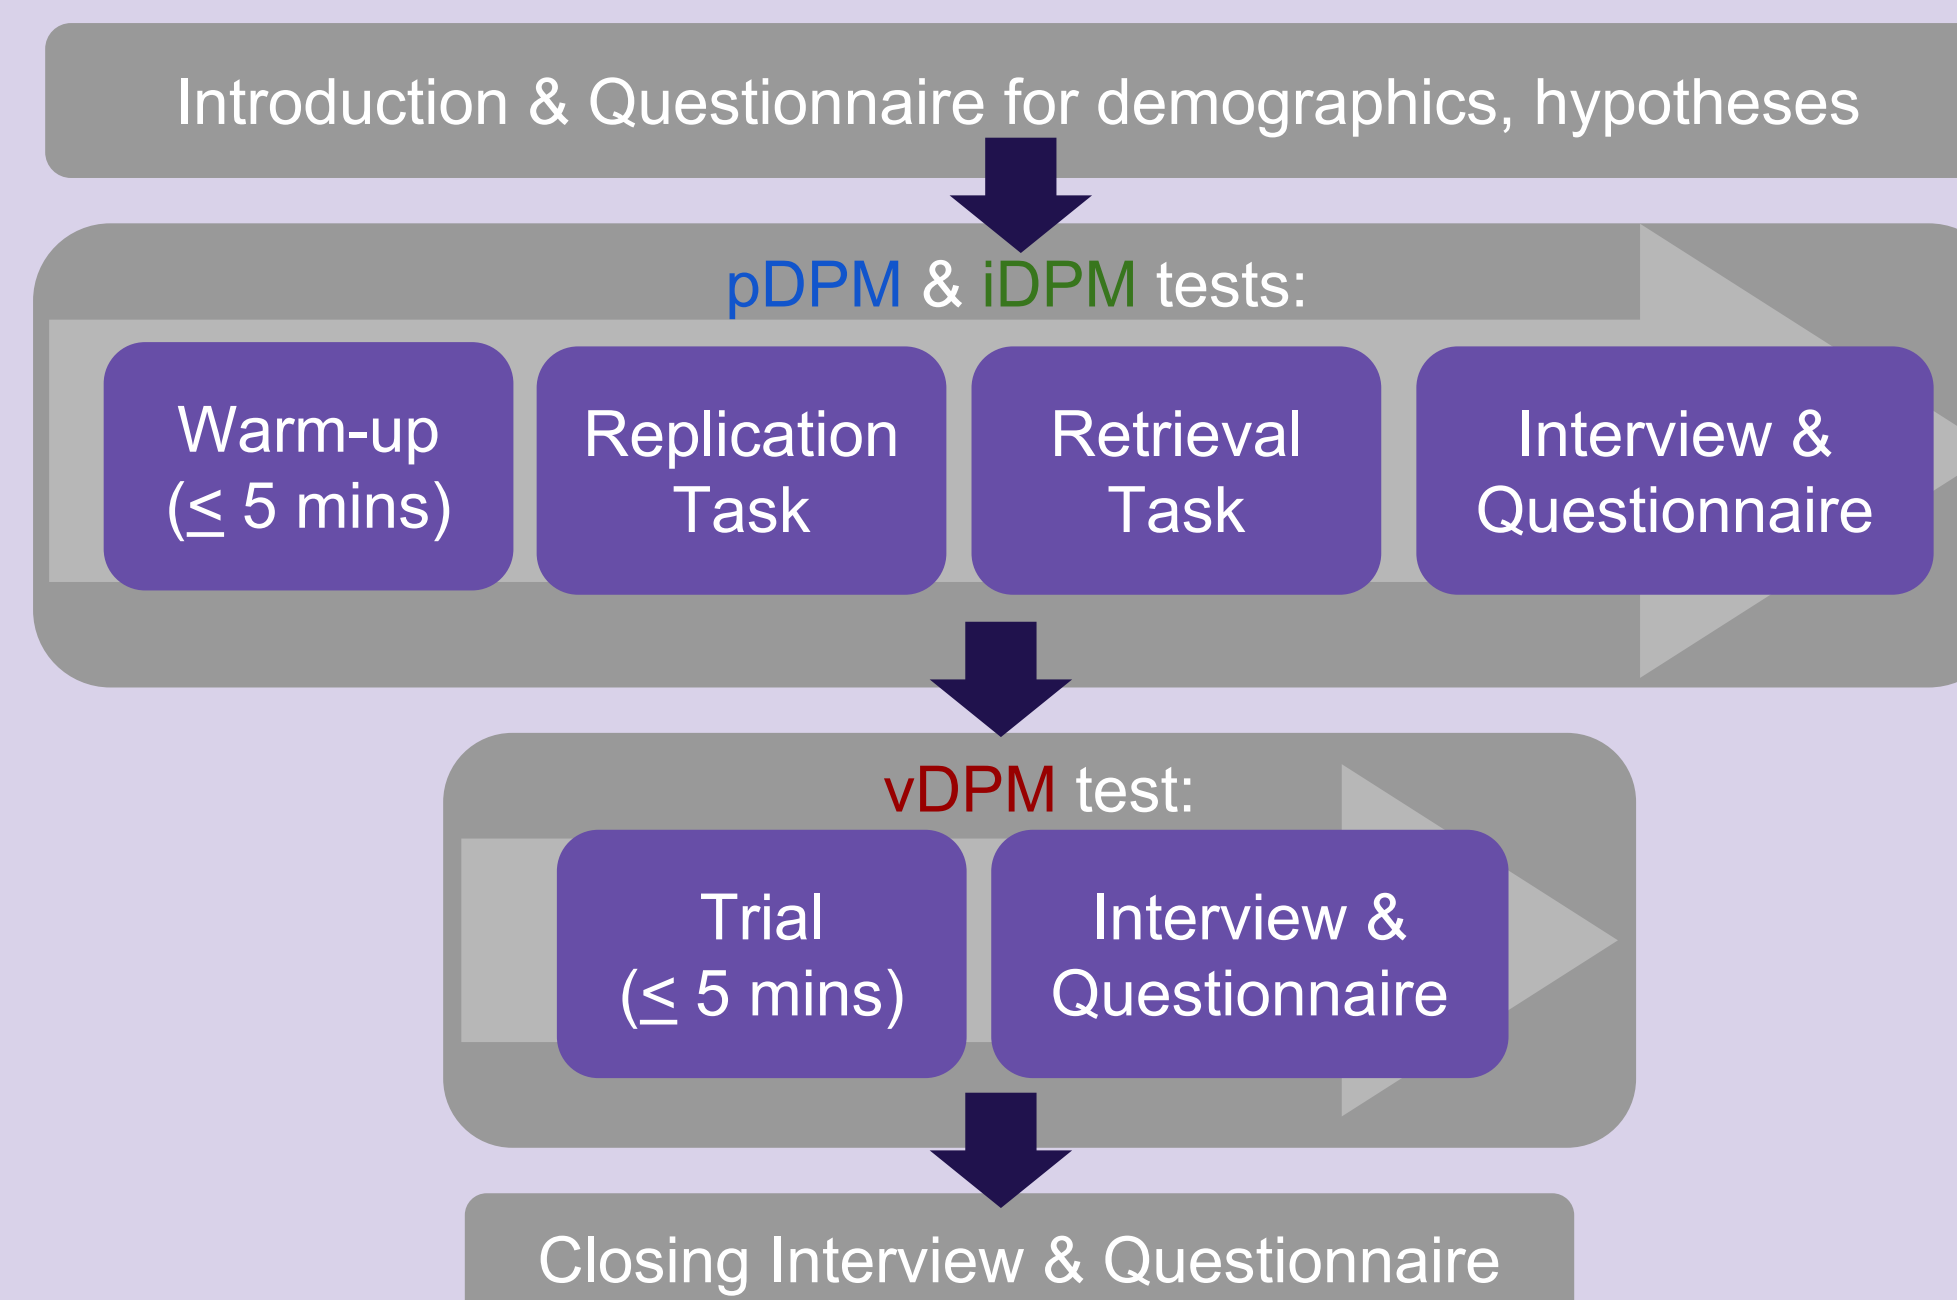 Introduction & Questionnaire for demographics, hypotheses
pDPM & iDPM tests:
Warm-up
(≤ 5 mins)
Replication
Task
Retrieval
Task
Interview &
Questionnaire
vDPM test:
Trial
(≤ 5 mins)
Interview &
Questionnaire
Closing Interview & Questionnaire